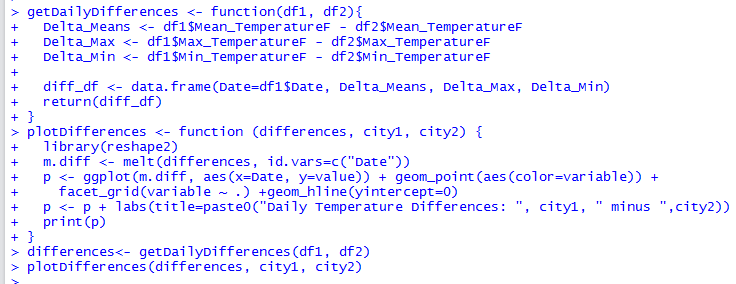 > getDailyDifferences <- function(df1, df2){
+   Delta_Means <- df1$Mean_TemperatureF - df2$Mean_TemperatureF
+   Delta_Max <- df1$Max_TemperatureF - df2$Max_TemperatureF
+   Delta_Min <- df1$Min_TemperatureF - df2$Min_TemperatureF
+
+   diff_df <- data.frame(Date=df1$Date, Delta_Means, Delta_Max, Delta_Min)
+   return(diff_df)
+ }
> plotDifferences <- function (differences, city1, city2) {
+   library(reshape2)
+   m.diff <- melt(differences, id.vars=c("Date"))
+   p <- ggplot(m.diff, aes(x=Date, y=value)) + geom_point(aes(color=variable)) +
+     facet_grid(variable ~ .) +geom_hline(yintercept=0)
+   p <- p + labs(title=paste0("Daily Temperature Differences: ", city1, " minus ",city2))
+   print(p)
+ }
> differences<- getDailyDifferences(df1, df2)
> plotDifferences(differences, city1, city2)
>